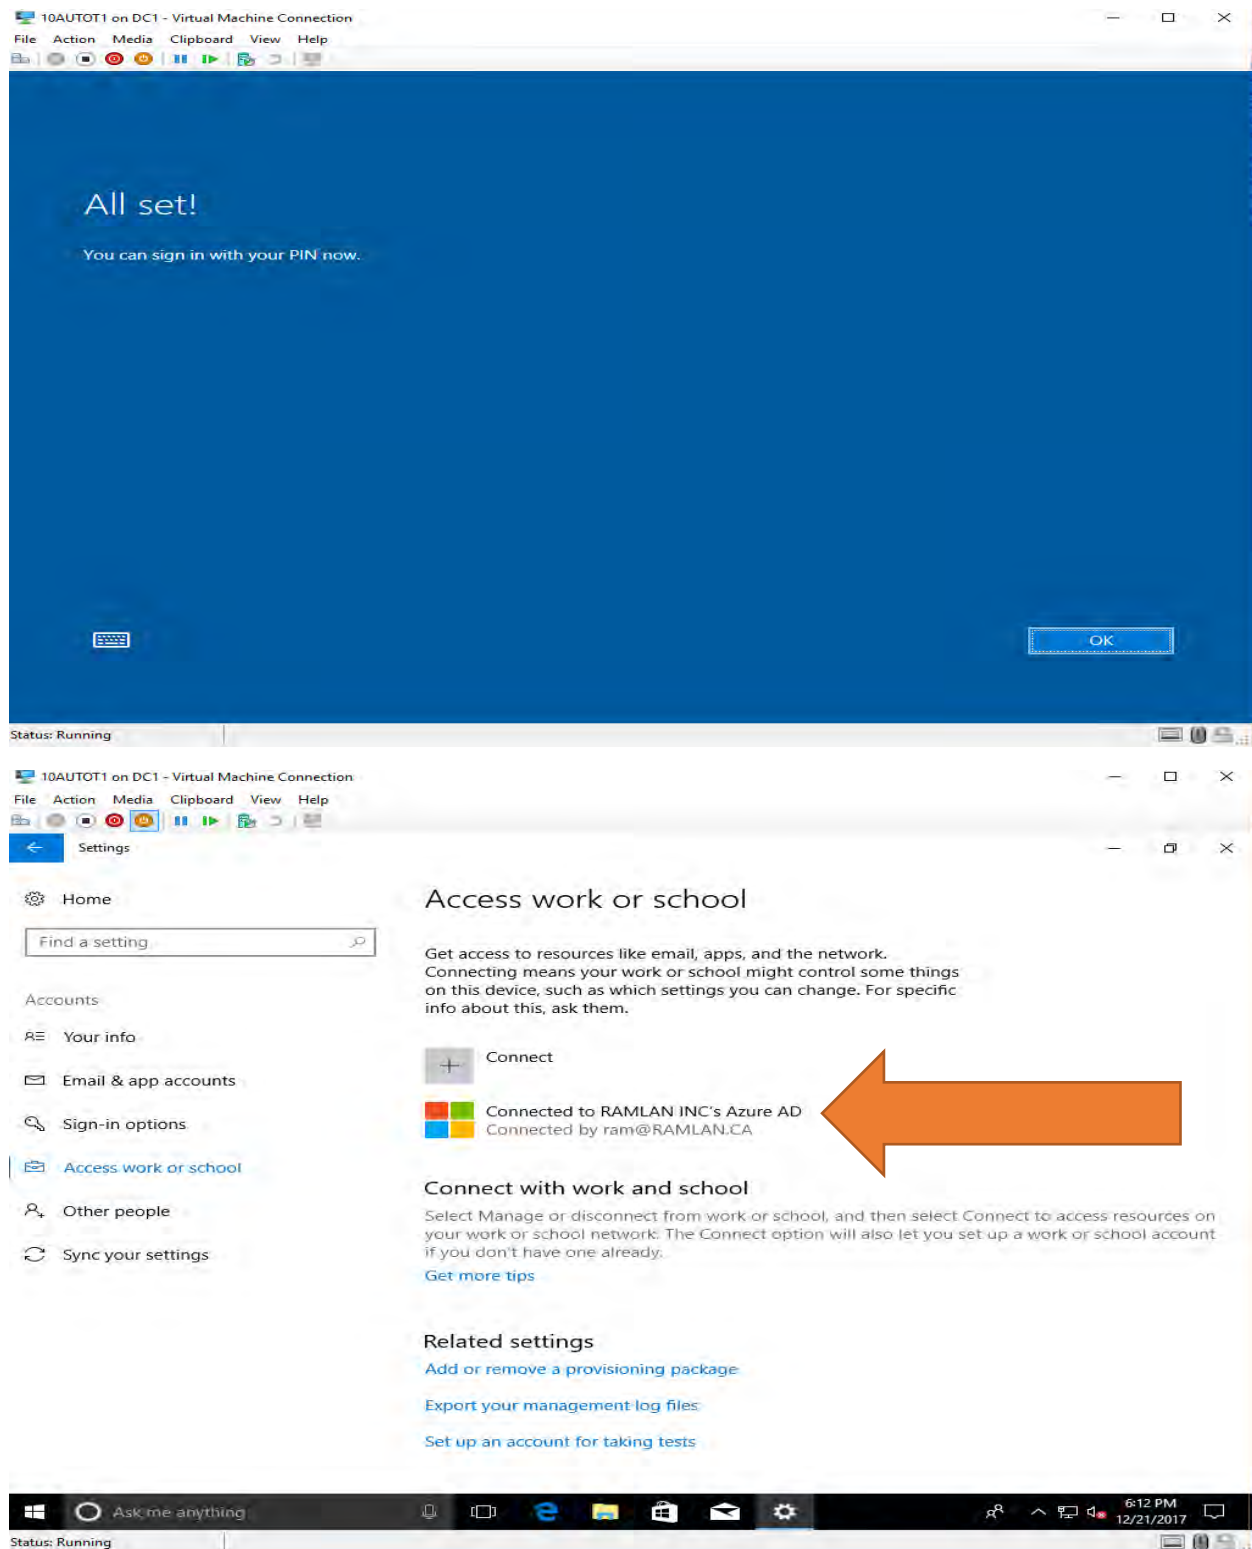 10AUTOT1 on DC1 - Virtual Machine Connection
File Action Media Clipboard View Help
All set!
You can sign in with your PIN now.
OK
Status: Running
10AUTOT1 on DC1 - Virtual Machine Connection
File Action Media Clipboard View Help
Settings
Home
Find a setting
Accounts
Your info
Email & app accounts
Sign-in options
Access work or school
Other people
Sync your settings
Access work or school
Get access to resources like email, apps, and the network.
Connecting means your work or school might control some things
on this device, such as which settings you can change. For specific
info about this, ask them.
Connect
Connected to RAMLAN INC's Azure AD
Connected by ram@RAMLAN.CA
Connect with work and school
Select Manage or disconnect from work or school, and then select Connect to access resources on
your work or school network. The Connect option will also let you set up a work or school account
if you don't have one already.
Get more tips
Related settings
Add or remove a provisioning package
Export your management log files
Set up an account for taking tests
Ask me anything
6:12 PM
12/21/2017
Status: Running